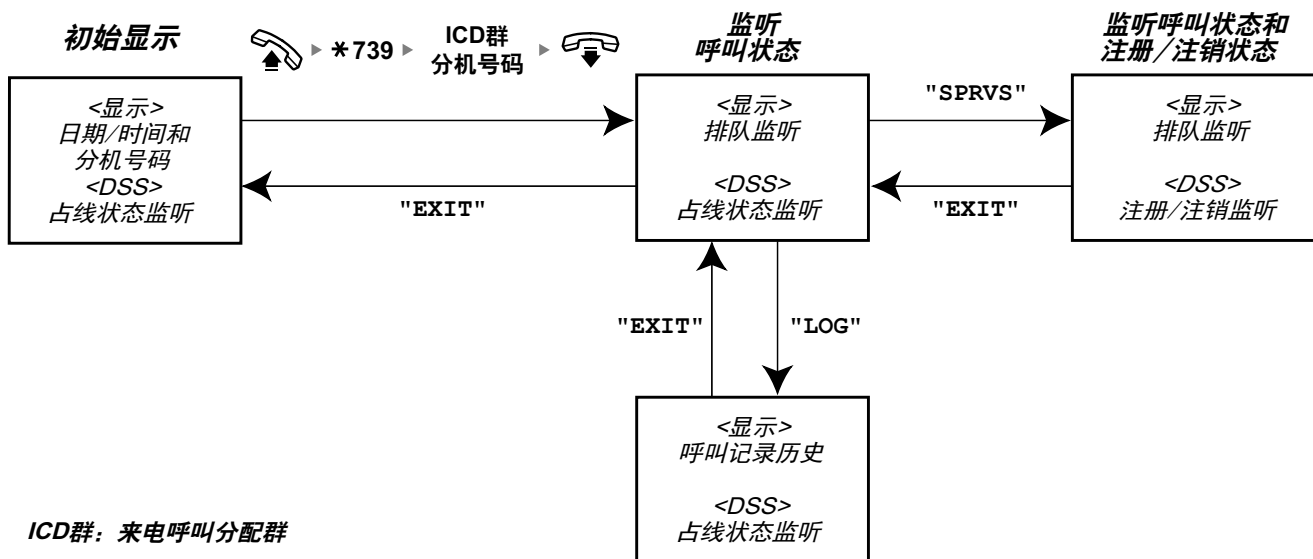 初始显示
✱739
ICD群
分机号码
监听
呼叫状态
监听呼叫状态和
注册/注销状态
<显示>
日期/时间和
分机号码
<DSS>
占线状态监听
<显示>
排队监听
<DSS>
占线状态监听
"SPRVS"
<显示>
排队监听
<DSS>
注册/注销监听
"EXIT"
"EXIT"
"EXIT"
"LOG"
<显示>
呼叫记录历史
<DSS>
占线状态监听
ICD群：来电呼叫分配群